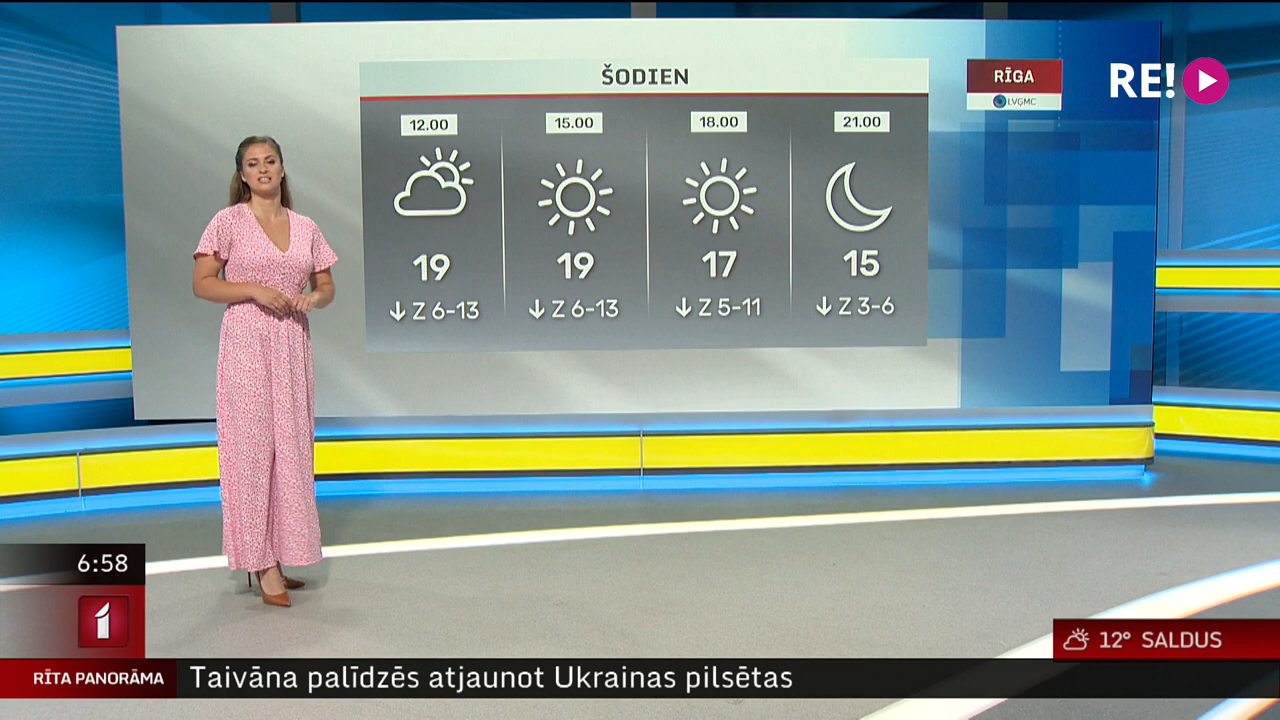 ŠODIEN
RĪGA
LVĢMC
RE!
12.00
15.00
18.00
21.00
19
19
17
15
Z 6-13
Z 6-13
Z 5-11
Z 3-6
6:58
1
12° SALDUS
RĪTA PANORĀMA
Taivāna palīdzēs atjaunot Ukrainas pilsētas